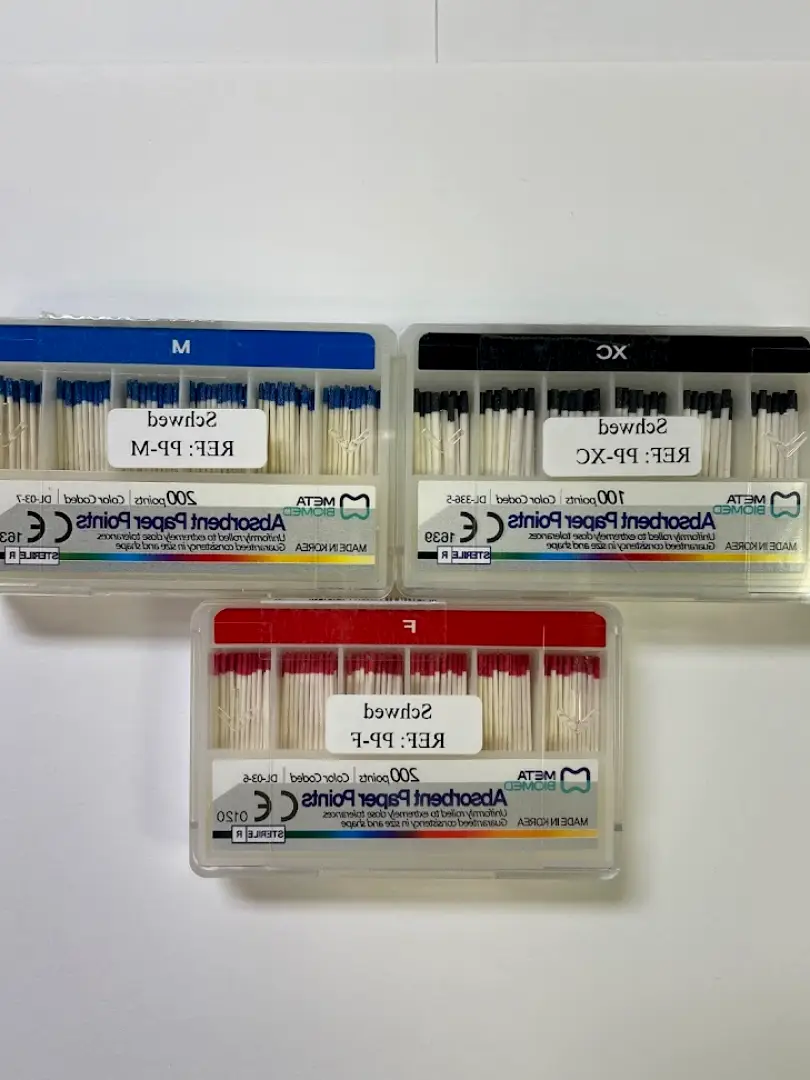 M
Schwed
REF: PP-M
META
BIOMED
200 points | Color Coded | DL-03-7
Absorbent Paper Points
Uniformly rolled to extremely close tolerances.
Guaranteed consistency in size and shape
MADE IN KOREA
CE
STERILE R
XC
Schwed
REF: PP-XC
META
BIOMED
100 points | Color Coded | DL-336-5
Absorbent Paper Points
Uniformly rolled to extremely close tolerances.
Guaranteed consistency in size and shape
MADE IN KOREA
CE 1639
STERILE R
F
Schwed
REF: PP-F
META
BIOMED
200 points | Color Coded | DL-03-6
Absorbent Paper Points
Uniformly rolled to extremely close tolerances.
Guaranteed consistency in size and shape
MADE IN KOREA
CE 0120
STERILE R